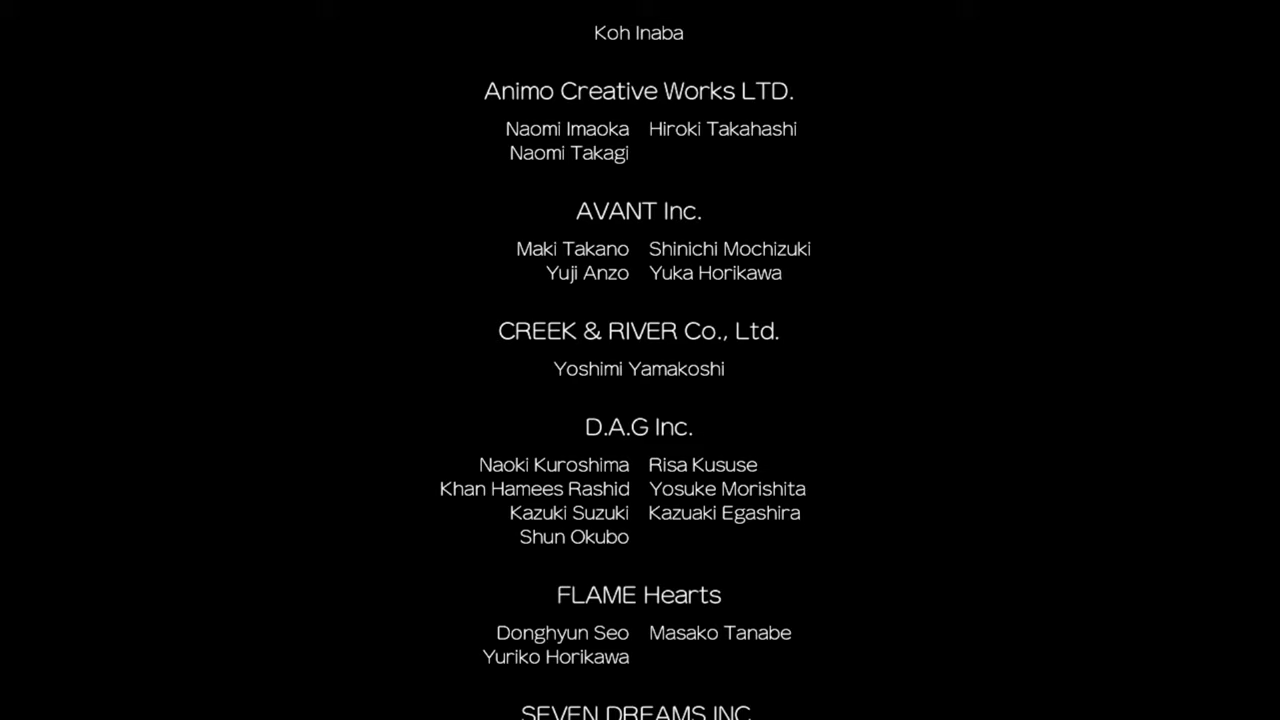 Koh Inaba
Animo Creative Works LTD.
Naomi Imaoka Hiroki Takahashi
Naomi Takagi
AVANT Inc.
Maki Takano Shinichi Mochizuki
Yuji Anzo Yuka Horikawa
CREEK & RIVER Co., Ltd.
Yoshimi Yamakoshi
D.A.G Inc.
Naoki Kuroshima Risa Kususe
Khan Hamees Rashid Yosuke Morishita
Kazuki Suzuki Kazuaki Egashira
Shun Okubo
FLAME Hearts
Donghyun Seo Masako Tanabe
Yuriko Horikawa
SEVEN DREAMS INC.